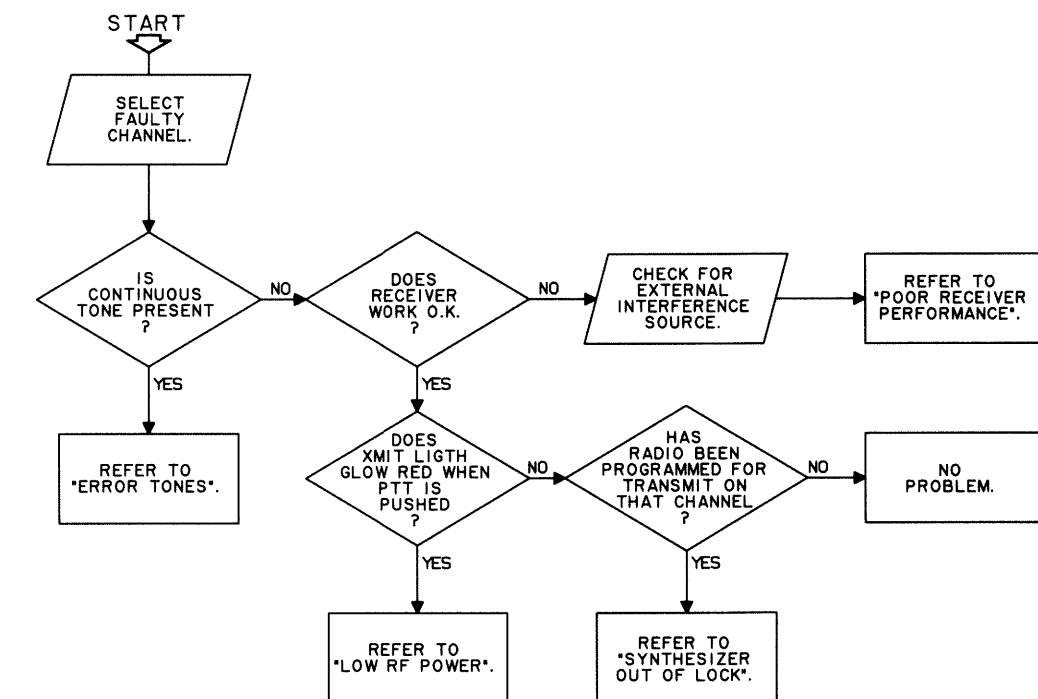 START
SELECT
FAULTY
CHANNEL.
IS
CONTINUOUS
TONE PRESENT
?
NO
DOES
RECEIVER
WORK O.K.
?
NO
CHECK FOR
EXTERNAL
INTERFERENCE
SOURCE.
REFER TO
"POOR RECEIVER
PERFORMANCE".
YES
YES
REFER TO
"ERROR TONES".
DOES
XMIT LIGTH
GLOW RED WHEN
PTT IS
PUSHED
?
NO
HAS
RADIO BEEN
PROGRAMMED FOR
TRANSMIT ON
THAT CHANNEL
?
NO
NO
PROBLEM.
YES
YES
REFER TO
"LOW RF POWER".
REFER TO
"SYNTHESIZER
OUT OF LOCK".